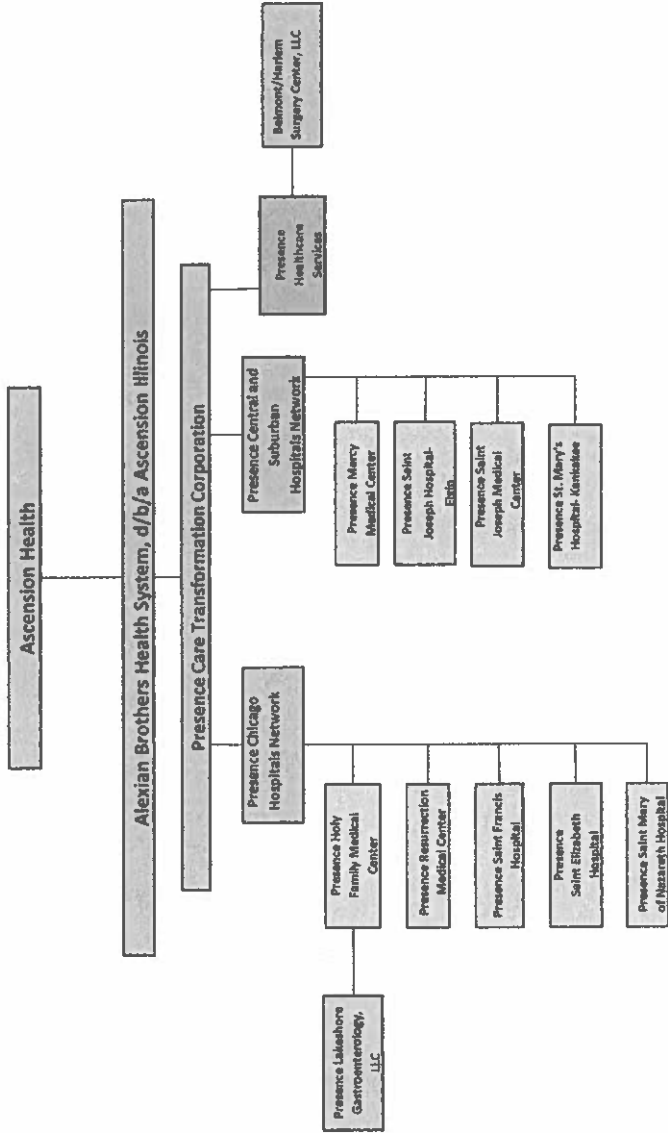 Ascension Health
Alexian Brothers Health System, d/b/a Ascension Illinois
Presence Care Transformation Corporation
Presence Chicago
Hospitals Network
Presence Central and
Suburban
Hospitals Network
Presence
Healthcare
Services
Belmont/Harlem
Surgery Center, LLC
Presence Lakeshore
Gastroenterology,
LLC
Presence Holy
Family Medical
Center
Presence Resurrection
Medical Center
Presence Saint Francis
Hospital
Presence
Saint Elizabeth
Hospital
Presence Saint Mary
of Nazareth Hospital
Presence Mercy
Medical Center
Presence Saint
Joseph Hospital-
Elgin
Presence Saint
Joseph Medical
Center
Presence St. Mary's
Hospital- Kankakee